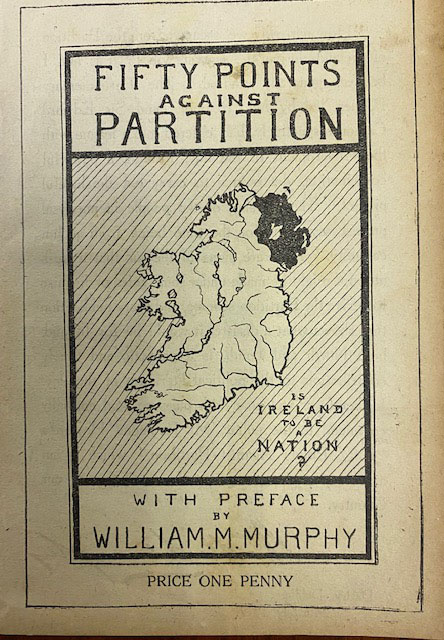 FIFTY POINTS
AGAINST
PARTITION
IS
IRELAND
TO BE
A
NATION
?
WITH PREFACE
BY
WILLIAM.M.MURPHY
PRICE ONE PENNY